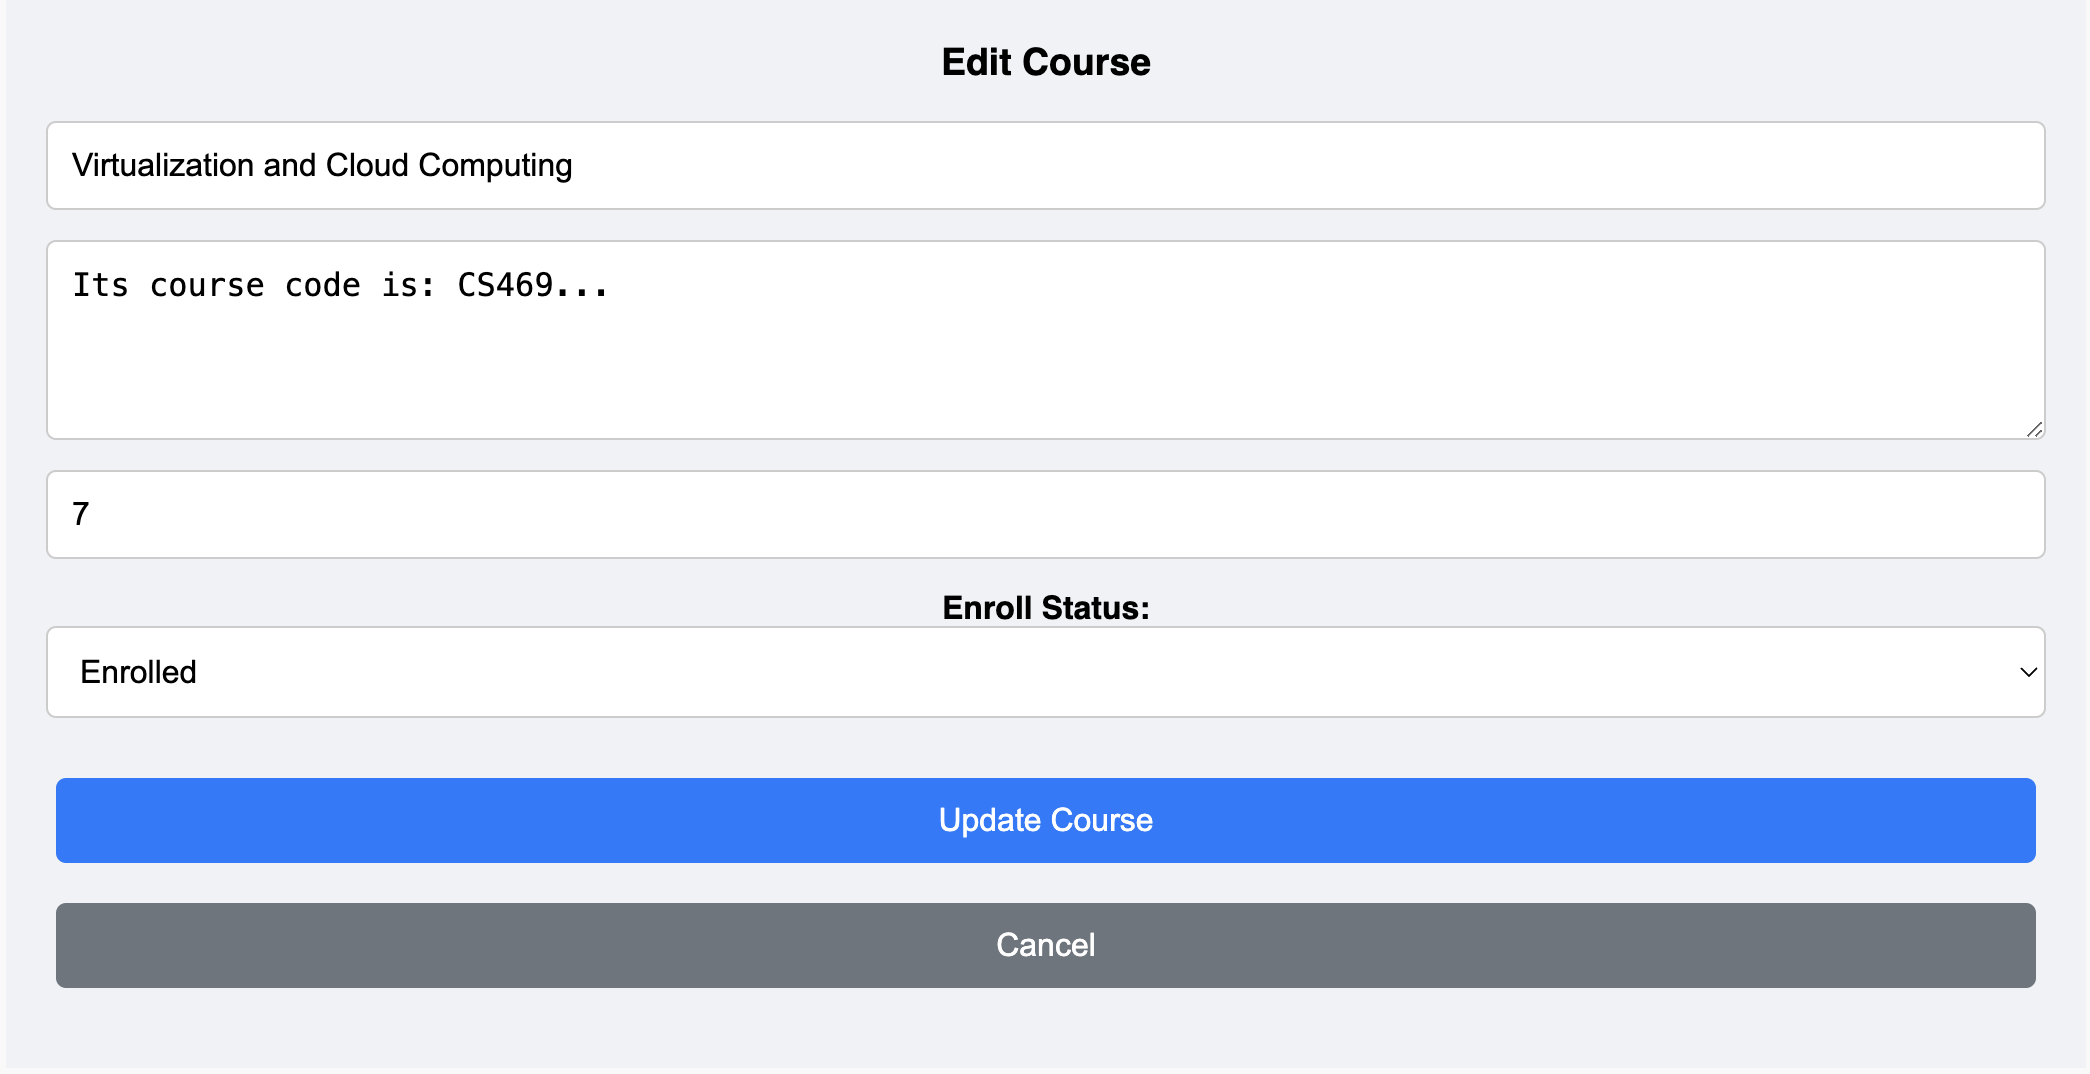 Edit Course
Virtualization and Cloud Computing
Its course code is: CS469...
7
Enroll Status:
Enrolled
Update Course
Cancel